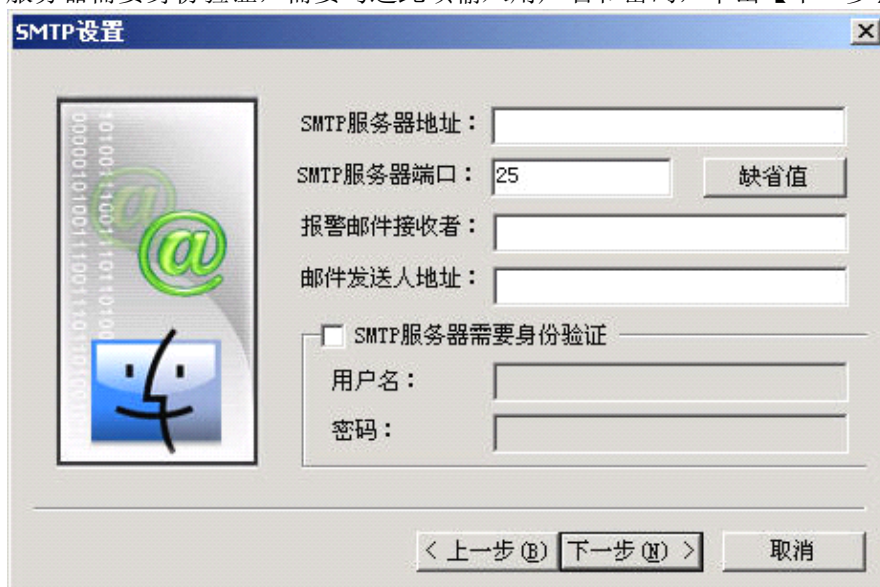 SMTP设置
SMTP服务器地址：
SMTP服务器端口：25 缺省值
报警邮件接收者：
邮件发送人地址：
SMTP服务器需要身份验证
用户名：
密码：
< 上一步(B) 下一步(N) > 取消